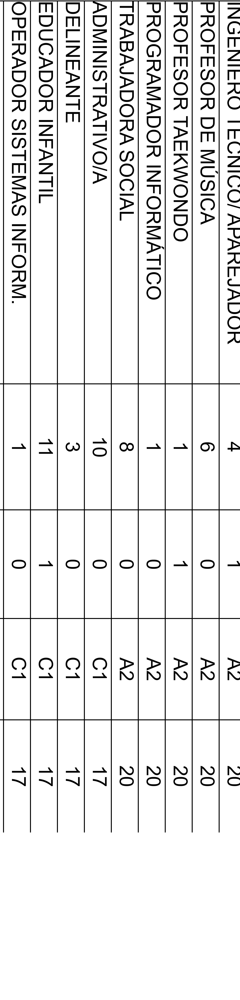 INGENIERO TECNICO/ APAREJADOR 4 1 A2 20
PROFESOR DE MÚSICA 6 0 A2 20
PROFESOR TAEKWONDO 1 1 A2 20
PROGRAMADOR INFORMÁTICO 1 0 A2 20
TRABAJADORA SOCIAL 8 0 A2 20
ADMINISTRATIVO/A 10 0 C1 17
DELINEANTE 3 0 C1 17
EDUCADOR INFANTIL 11 1 C1 17
OPERADOR SISTEMAS INFORM. 1 0 C1 17